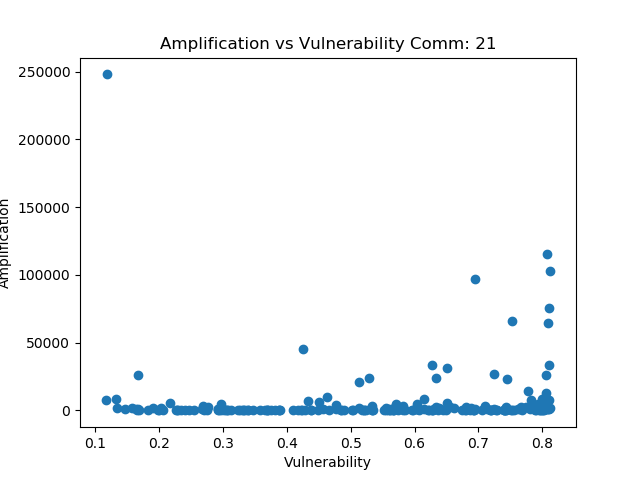 Amplification vs Vulnerability Comm: 21
250000
200000
150000
100000
50000
0
Amplification
0.1 0.2 0.3 0.4 0.5 0.6 0.7 0.8
Vulnerability